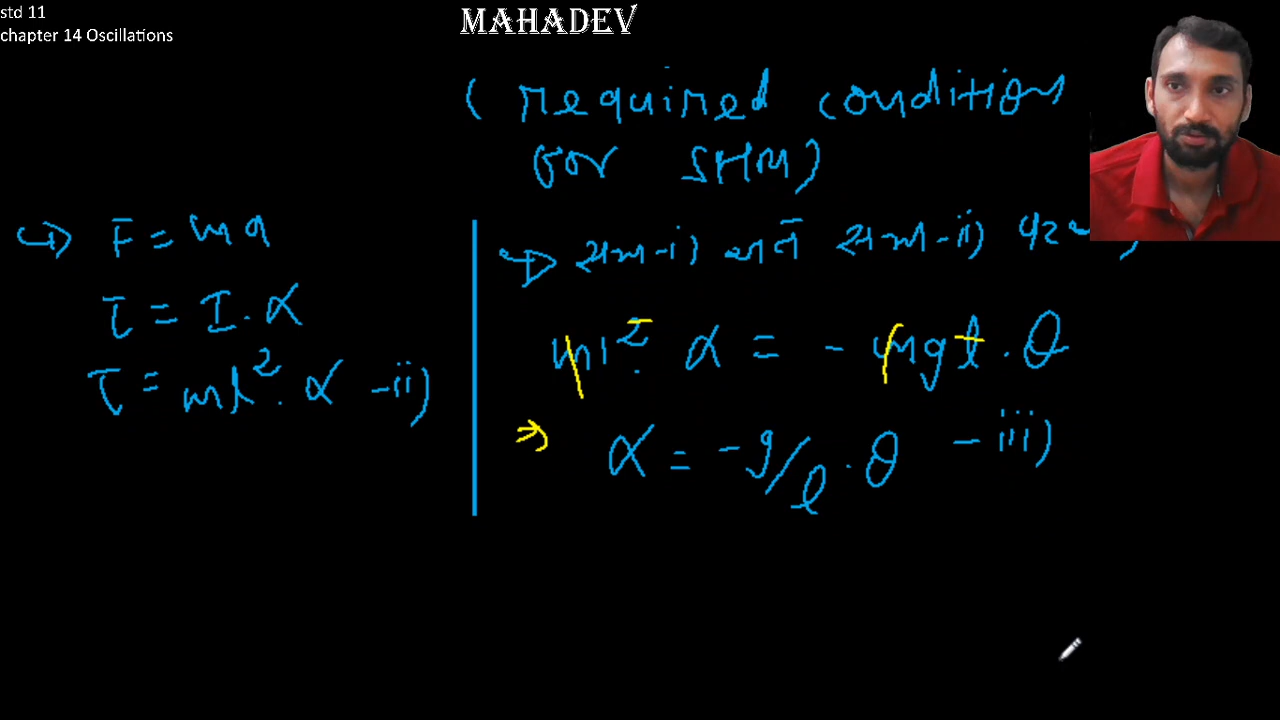 std 11
chapter 14 Oscillations
MAHADEV
( required condition
for SHM)
↪ F = ma
τ = I . α
τ = ml² . α -ii)
↪ સમી-i) અને સમી-ii) પરથી,
ml² . α = - mgl . θ
⇒ α = -g/l . θ - iii)